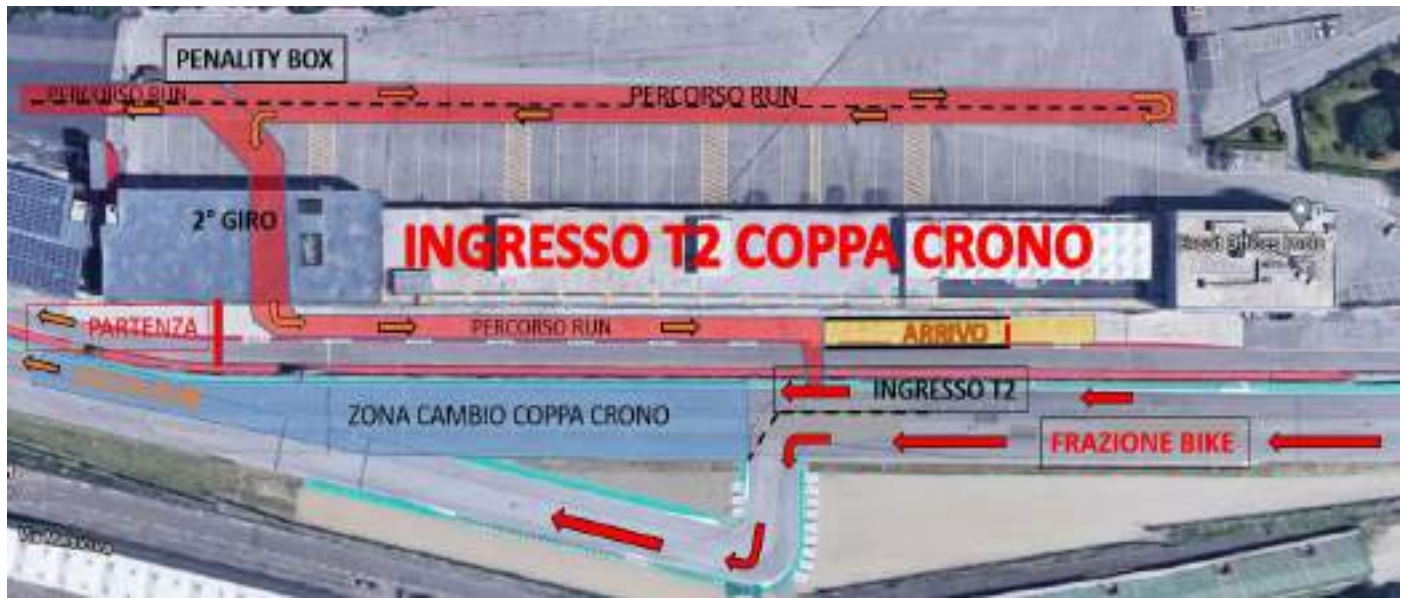 PENALITY BOX
PERCORSO RUN
PERCORSO RUN
2° GIRO
INGRESSO T2 COPPA CRONO
PARTENZA
PERCORSO RUN
ARRIVO
INGRESSO T2
ZONA CAMBIO COPPA CRONO
FRAZIONE BIKE